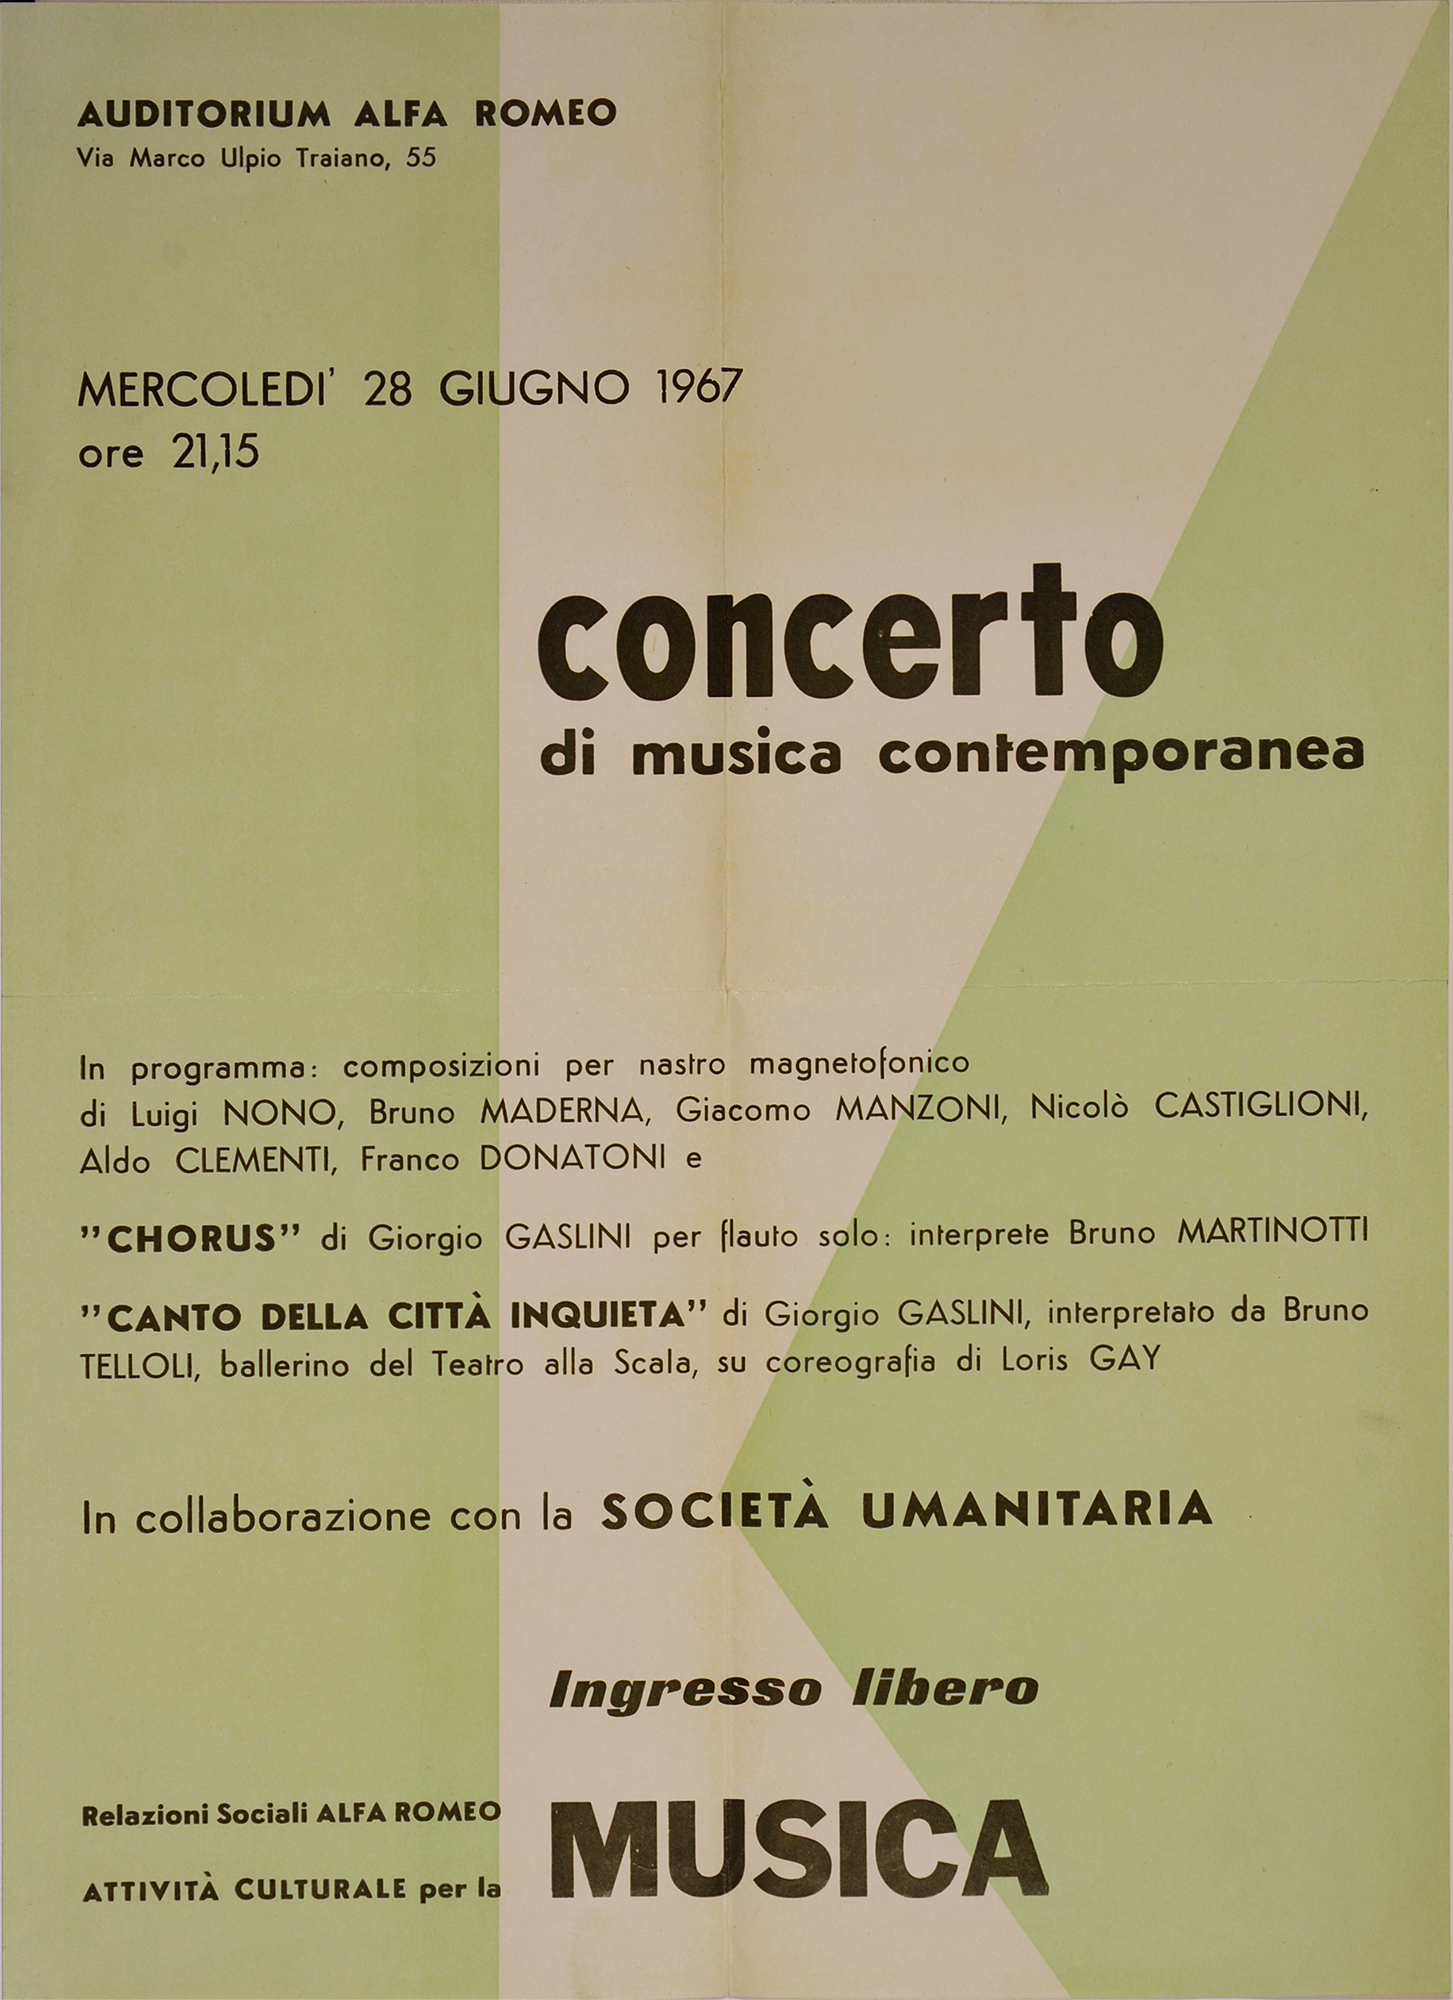 AUDITORIUM ALFA ROMEO
Via Marco Ulpio Traiano, 55
MERCOLEDI' 28 GIUGNO 1967
ore 21,15
concerto
di musica contemporanea
In programma: composizioni per nastro magnetofonico
di Luigi NONO, Bruno MADERNA, Giacomo MANZONI, Nicolò CASTIGLIONI,
Aldo CLEMENTI, Franco DONATONI e
”CHORUS” di Giorgio GASLINI per flauto solo: interprete Bruno MARTINOTTI
”CANTO DELLA CITTÀ INQUIETA” di Giorgio GASLINI, interpretato da Bruno
TELLOLI, ballerino del Teatro alla Scala, su coreografia di Loris GAY
In collaborazione con la SOCIETÀ UMANITARIA
Ingresso libero
Relazioni Sociali ALFA ROMEO
ATTIVITÀ CULTURALE per la MUSICA